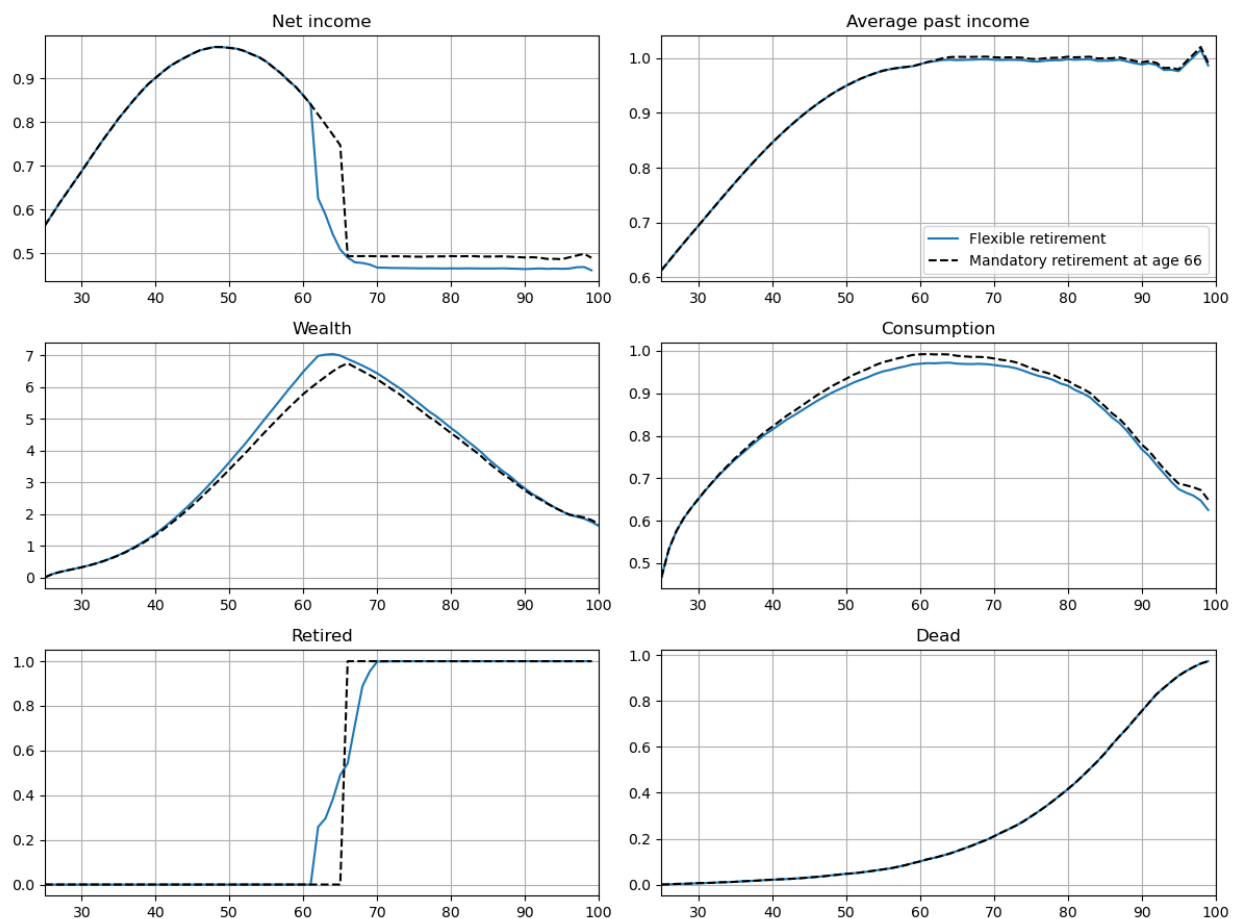 Net income
0.9
0.8
0.7
0.6
0.5
30 40 50 60 70 80 90 100
Average past income
1.0
0.9
0.8
0.7
0.6
Flexible retirement
Mandatory retirement at age 66
30 40 50 60 70 80 90 100
Wealth
7
6
5
4
3
2
1
0
30 40 50 60 70 80 90 100
Consumption
1.0
0.9
0.8
0.7
0.6
0.5
30 40 50 60 70 80 90 100
Retired
1.0
0.8
0.6
0.4
0.2
0.0
30 40 50 60 70 80 90 100
Dead
1.0
0.8
0.6
0.4
0.2
0.0
30 40 50 60 70 80 90 100